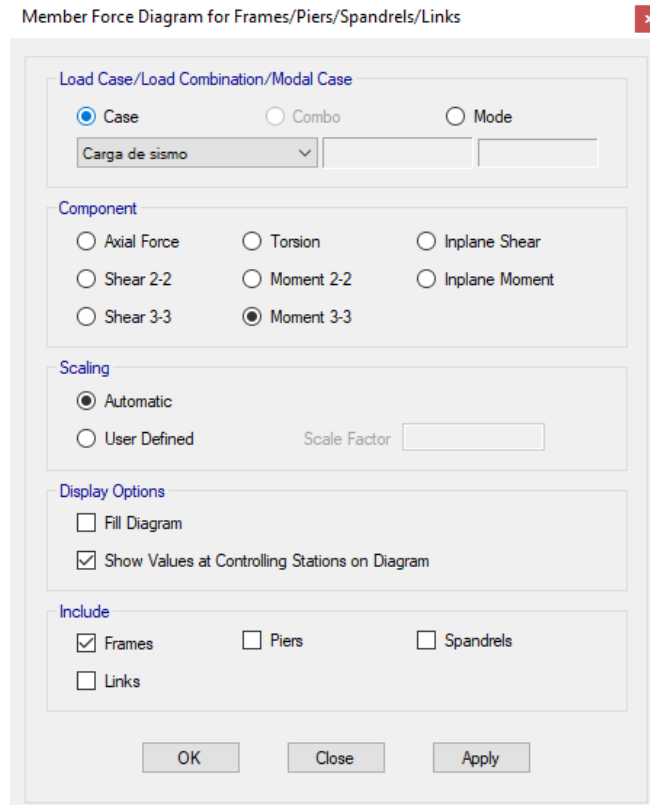 Member Force Diagram for Frames/Piers/Spandrels/Links
Load Case/Load Combination/Modal Case
Case Combo Mode
Carga de sismo
Component
Axial Force Torsion Inplane Shear
Shear 2-2 Moment 2-2 Inplane Moment
Shear 3-3 Moment 3-3
Scaling
Automatic
User Defined Scale Factor
Display Options
Fill Diagram
Show Values at Controlling Stations on Diagram
Include
Frames Piers Spandrels
Links
OK Close Apply